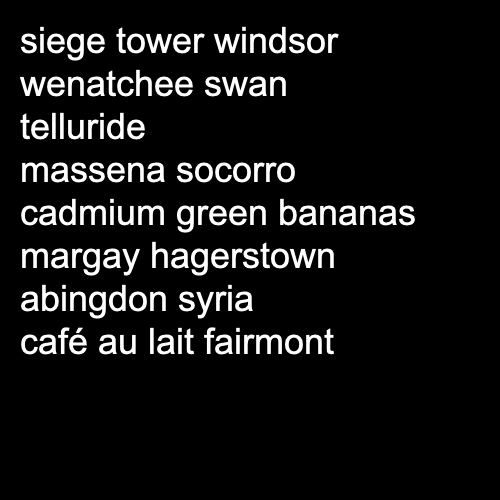 siege tower windsor
wenatchee swan
telluride
massena socorro
cadmium green bananas
margay hagerstown
abingdon syria
café au lait fairmont